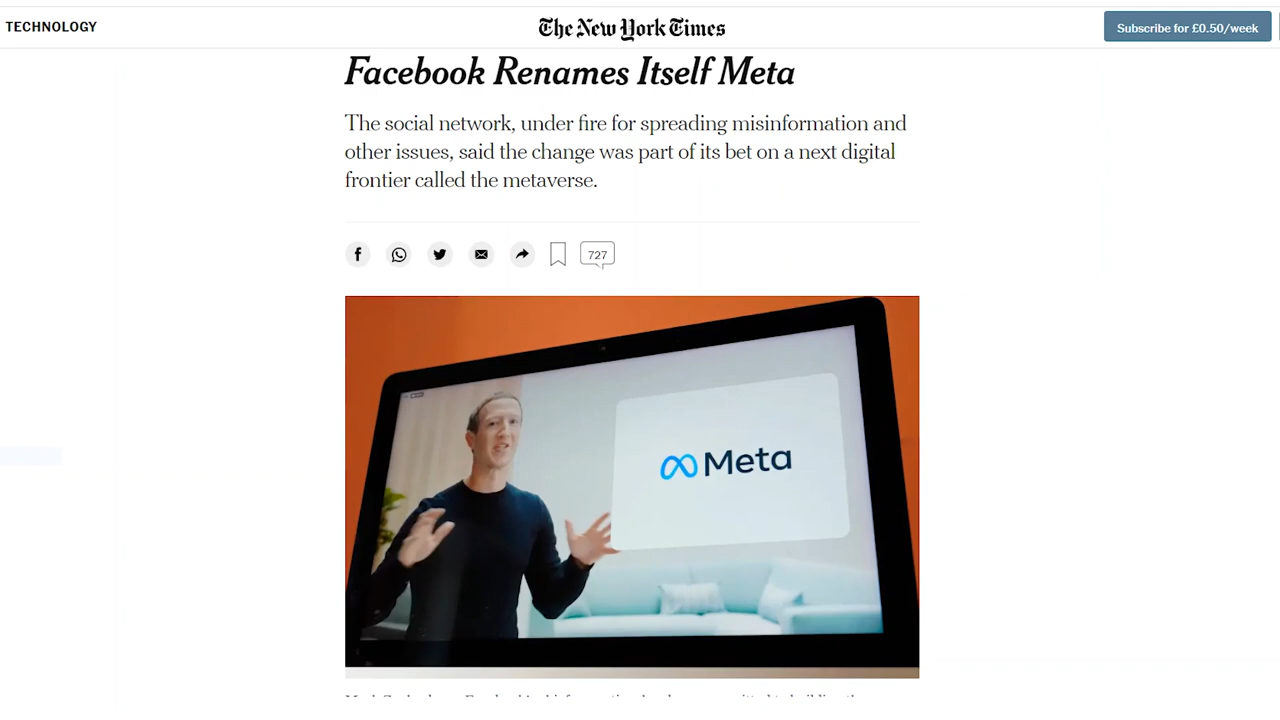 TECHNOLOGY
The New York Times
Subscribe for £0.50/week
Facebook Renames Itself Meta
The social network, under fire for spreading misinformation and
other issues, said the change was part of its bet on a next digital
frontier called the metaverse.
727
Meta